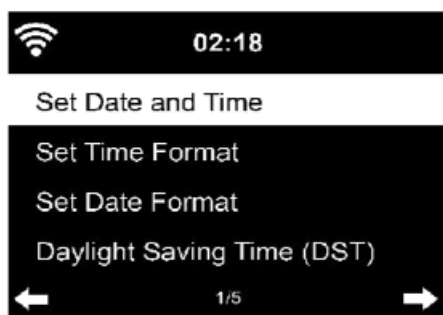 02:18
Set Date and Time
Set Time Format
Set Date Format
Daylight Saving Time (DST)
1/5